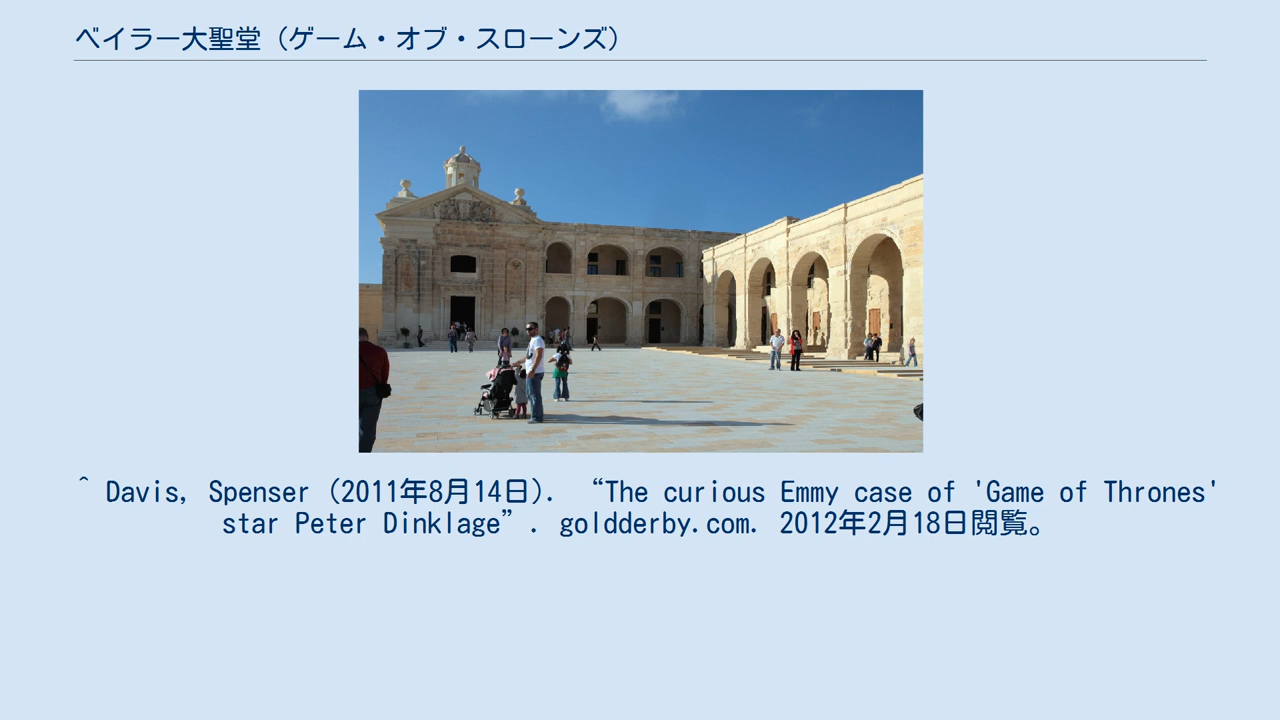 ベイラー大聖堂（ゲーム・オブ・スローンズ）
^ Davis, Spenser (2011年8月14日). “The curious Emmy case of 'Game of Thrones'
star Peter Dinklage”. goldderby.com. 2012年2月18日閲覧。